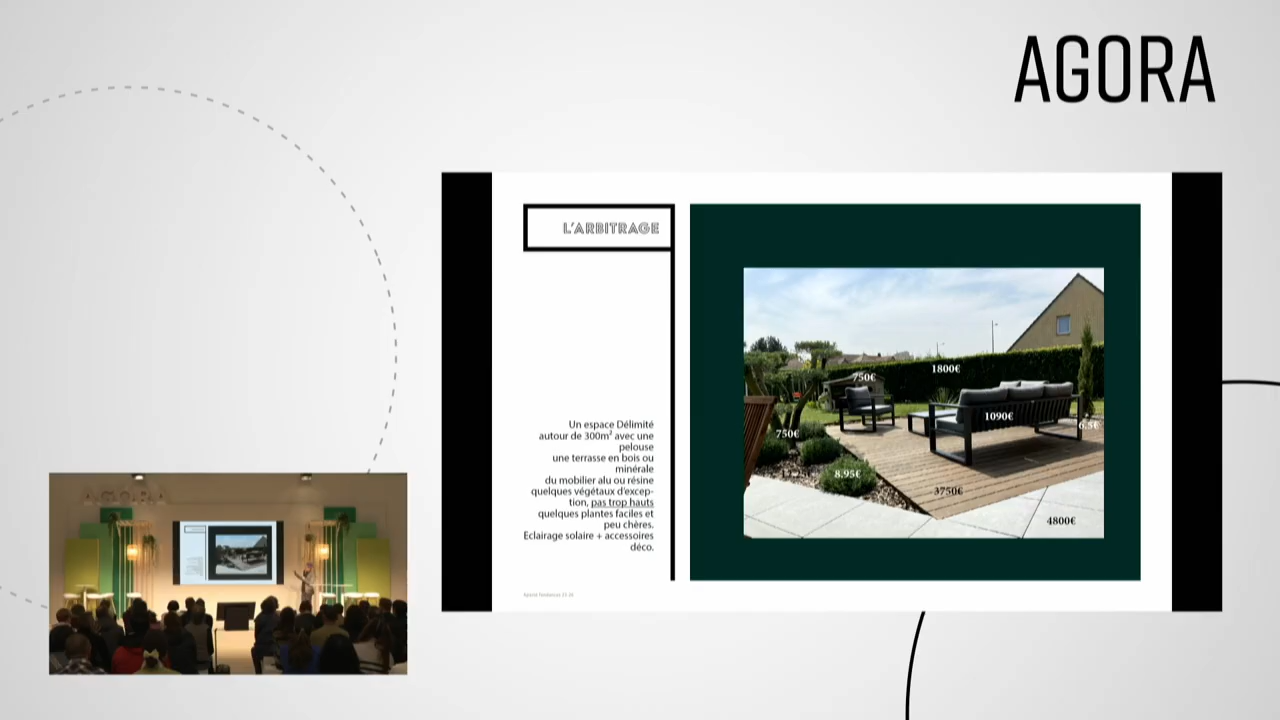 AGORA
L'ARBITRAGE
Un espace Délimité
autour de 300m² avec une
pelouse
une terrasse en bois ou
minérale
du mobilier alu ou résine
quelques végétaux d'excep-
tion, pas trop hauts
quelques plantes faciles et
peu chères.
Eclairage solaire + accessoires
déco.
750€
1800€
1090€
6.5€
750€
8.95€
3750€
4800€
AGORA